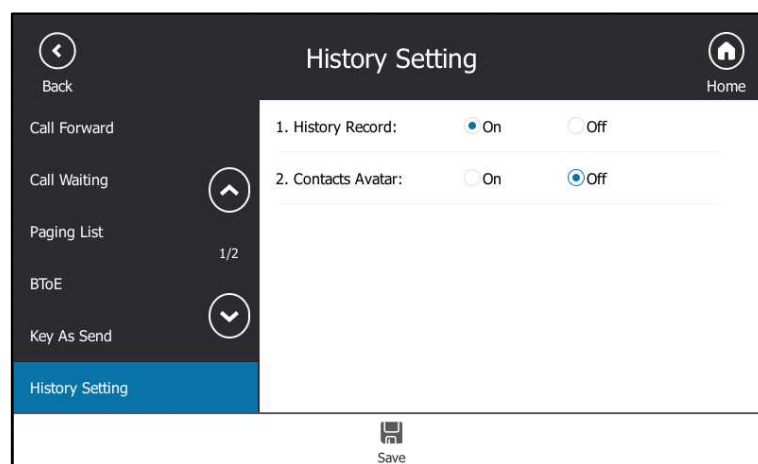 History Setting
Back
Home
Call Forward
Call Waiting
Paging List
BToE
Key As Send
History Setting
1/2
1. History Record: On Off
2. Contacts Avatar: On Off
Save